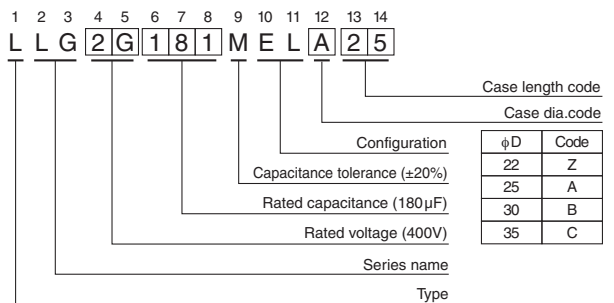 1 2 3 4 5 6 7 8 9 10 11 12 13 14
L L G 2 G 1 8 1 M E L A 2 5
Case length code
Case dia.code
Configuration
Capacitance tolerance (±20%)
Rated capacitance (180µF)
Rated voltage (400V)
Series name
Type
φD Code
22 Z
25 A
30 B
35 C